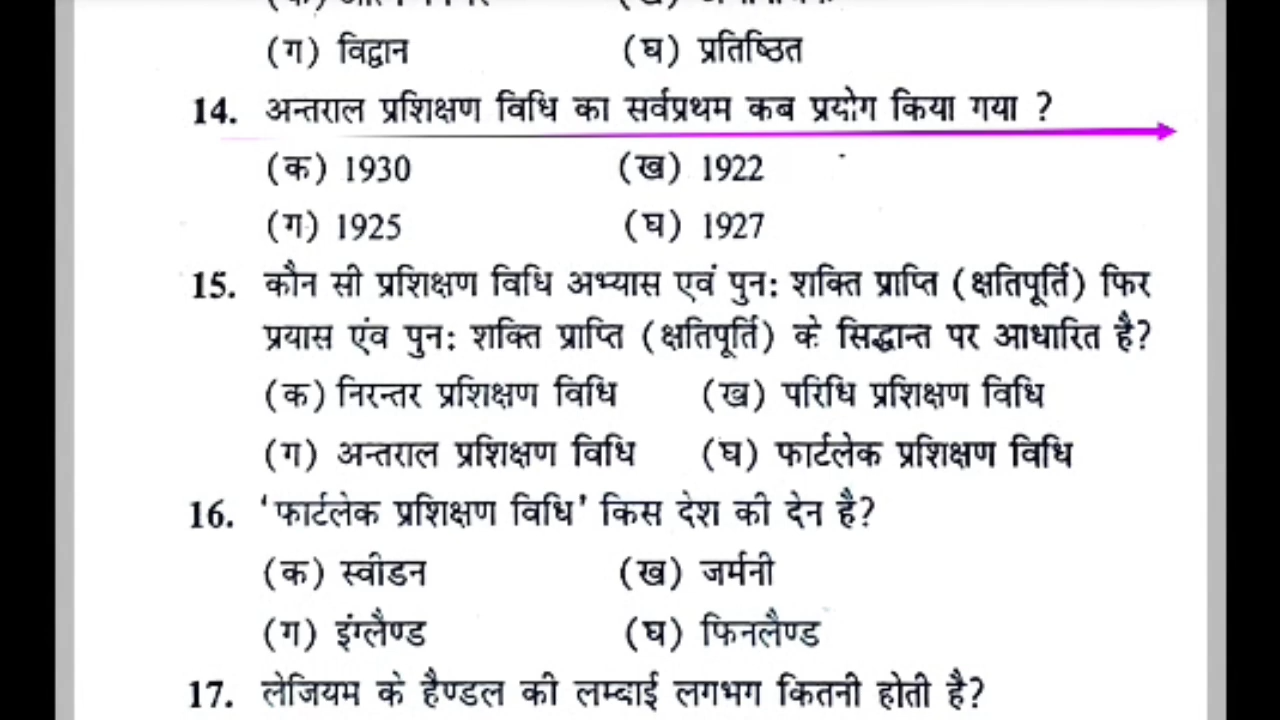 (ग) विद्वान (घ) प्रतिष्ठित
14. अन्तराल प्रशिक्षण विधि का सर्वप्रथम कब प्रयोग किया गया ?
(क) 1930 (ख) 1922
(ग) 1925 (घ) 1927
15. कौन सी प्रशिक्षण विधि अभ्यास एवं पुन: शक्ति प्राप्ति (क्षतिपूर्ति) फिर
प्रयास एंव पुन: शक्ति प्राप्ति (क्षतिपूर्ति) के सिद्धान्त पर आधारित है?
(क) निरन्तर प्रशिक्षण विधि (ख) परिधि प्रशिक्षण विधि
(ग) अन्तराल प्रशिक्षण विधि (घ) फार्टलेक प्रशिक्षण विधि
16. 'फार्टलेक प्रशिक्षण विधि' किस देश की देन है?
(क) स्वीडन (ख) जर्मनी
(ग) इंग्लैण्ड (घ) फिनलैण्ड
17. लेजियम के हैण्डल की लम्बाई लगभग कितनी होती है?